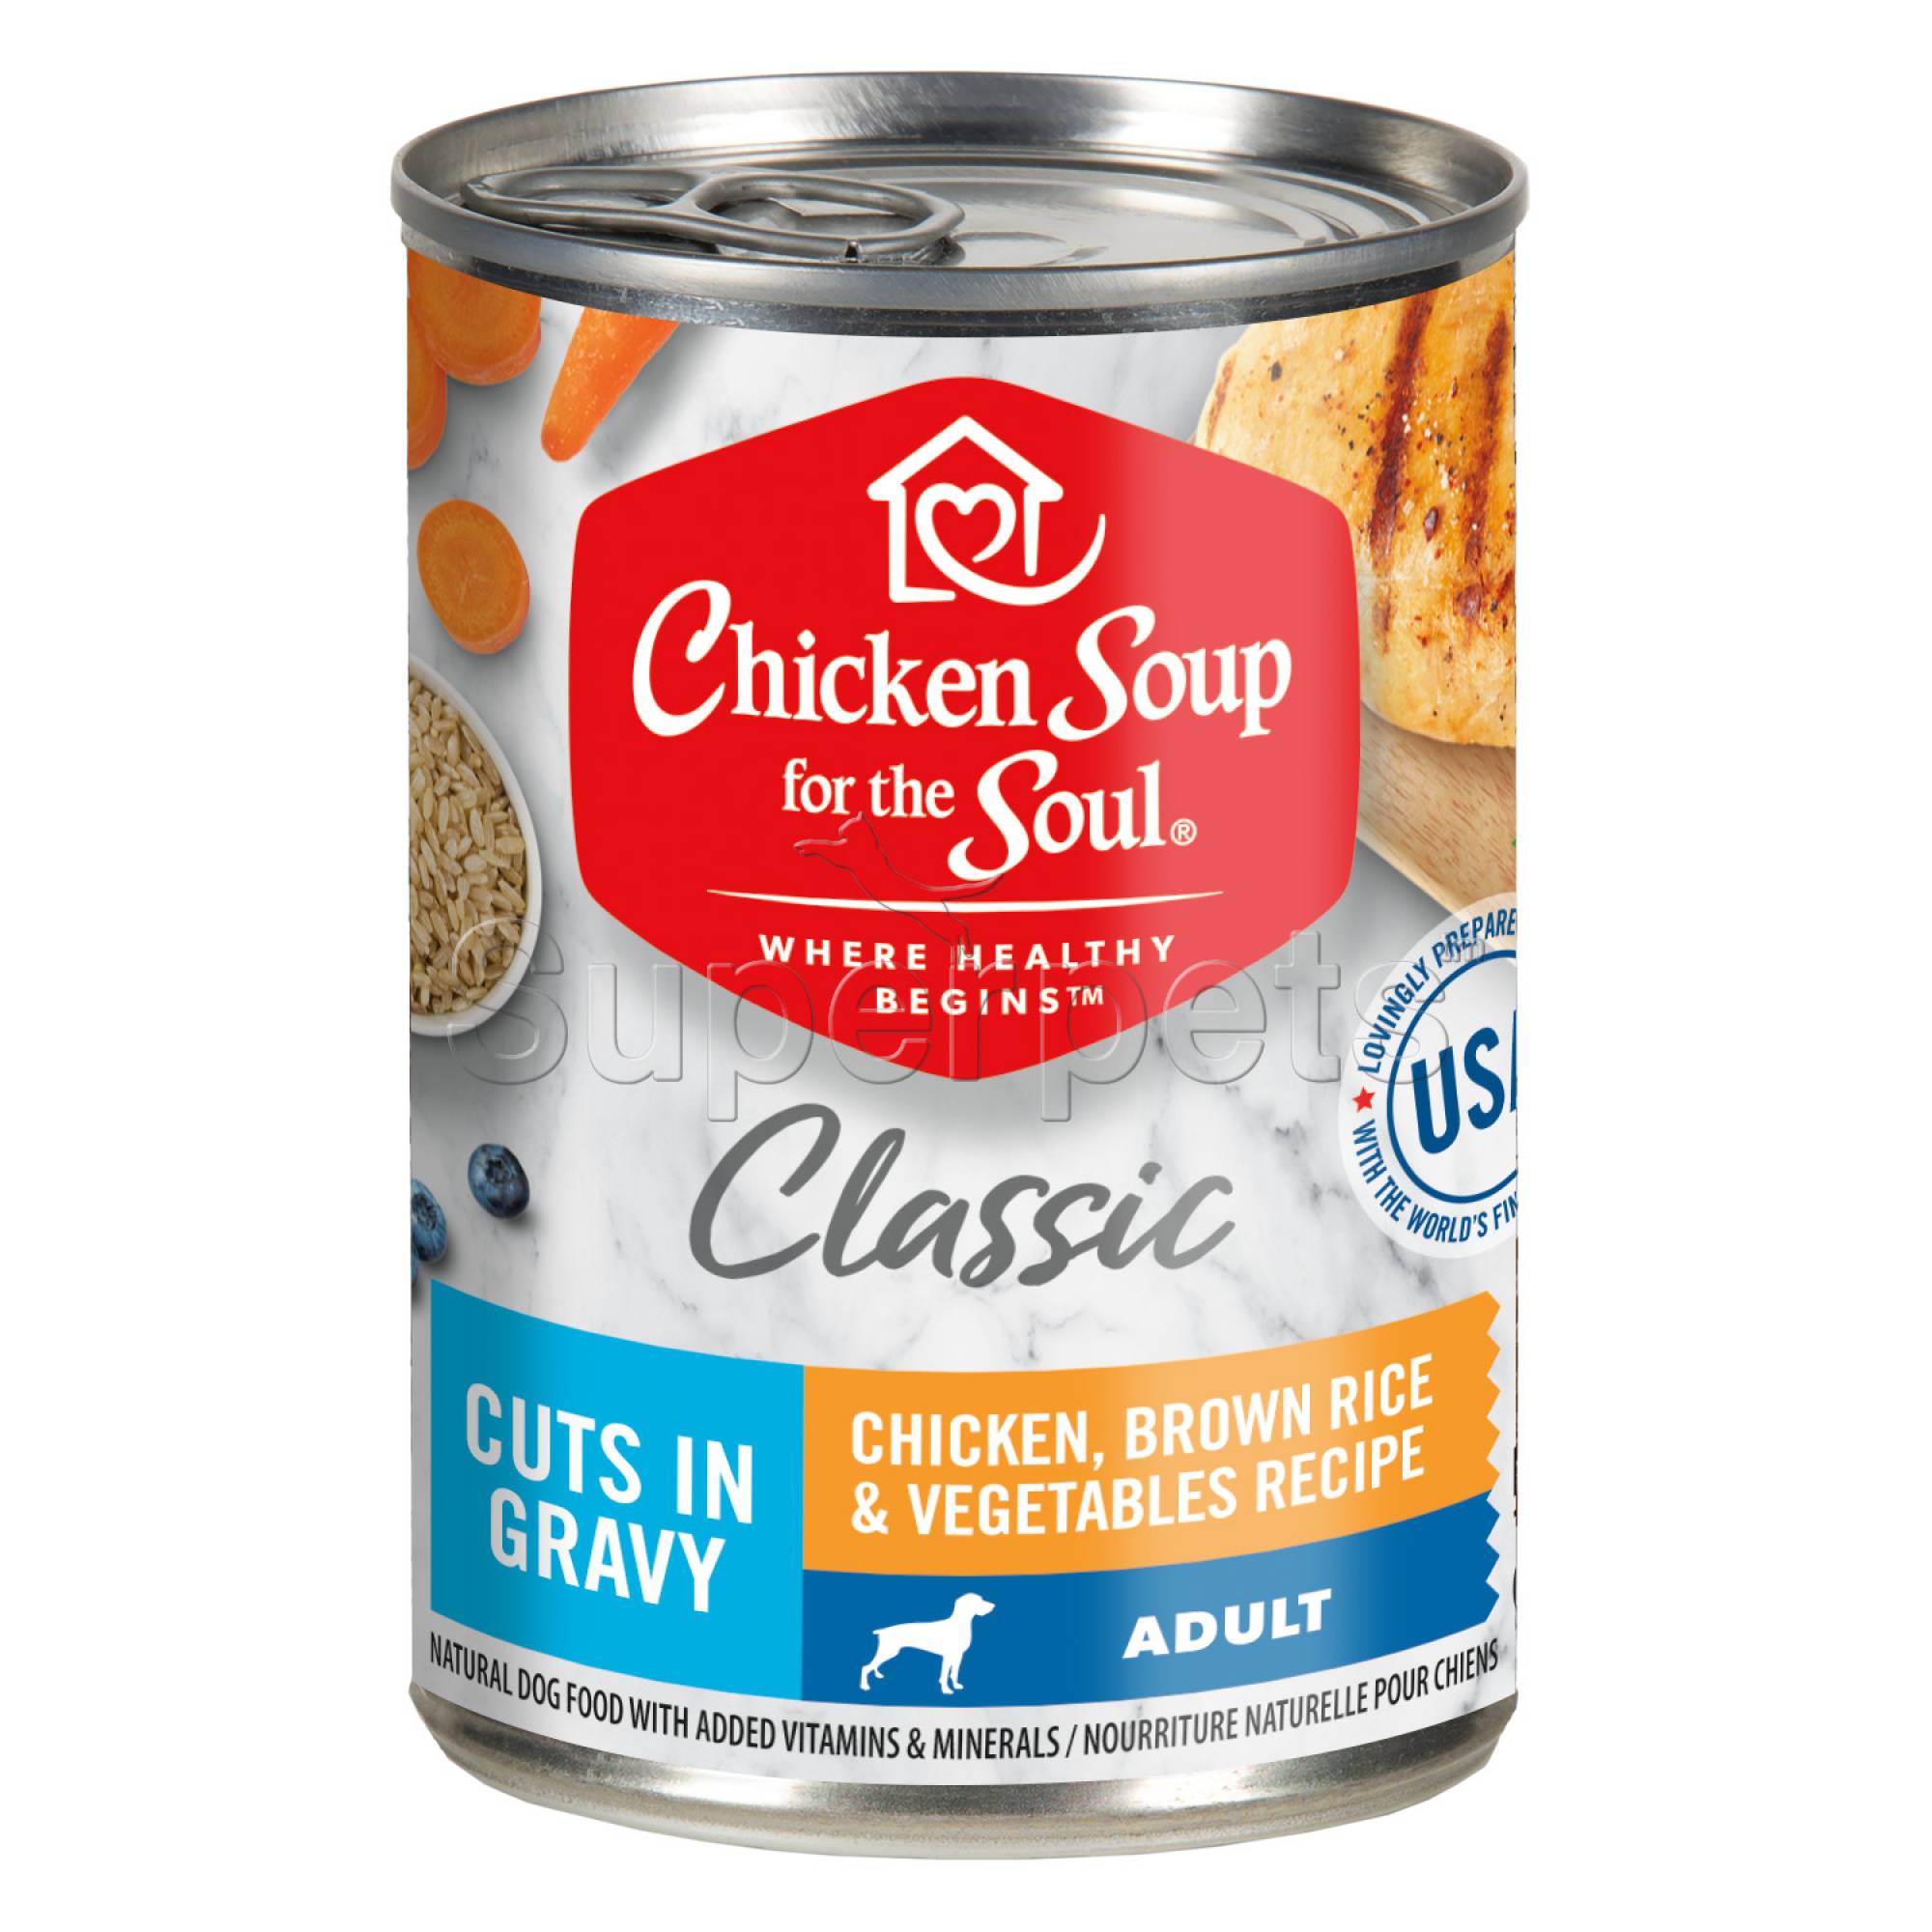 Chicken Soup
for the Soul®
WHERE HEALTHY
BEGINS™
Superpets
LOVINGLY PREPARE
USA
WITH THE WORLD'S FIN
Classic
CUTS IN
GRAVY
CHICKEN, BROWN RICE
& VEGETABLES RECIPE
ADULT
NATURAL DOG FOOD WITH ADDED VITAMINS & MINERALS / NOURRITURE NATURELLE POUR CHIENS